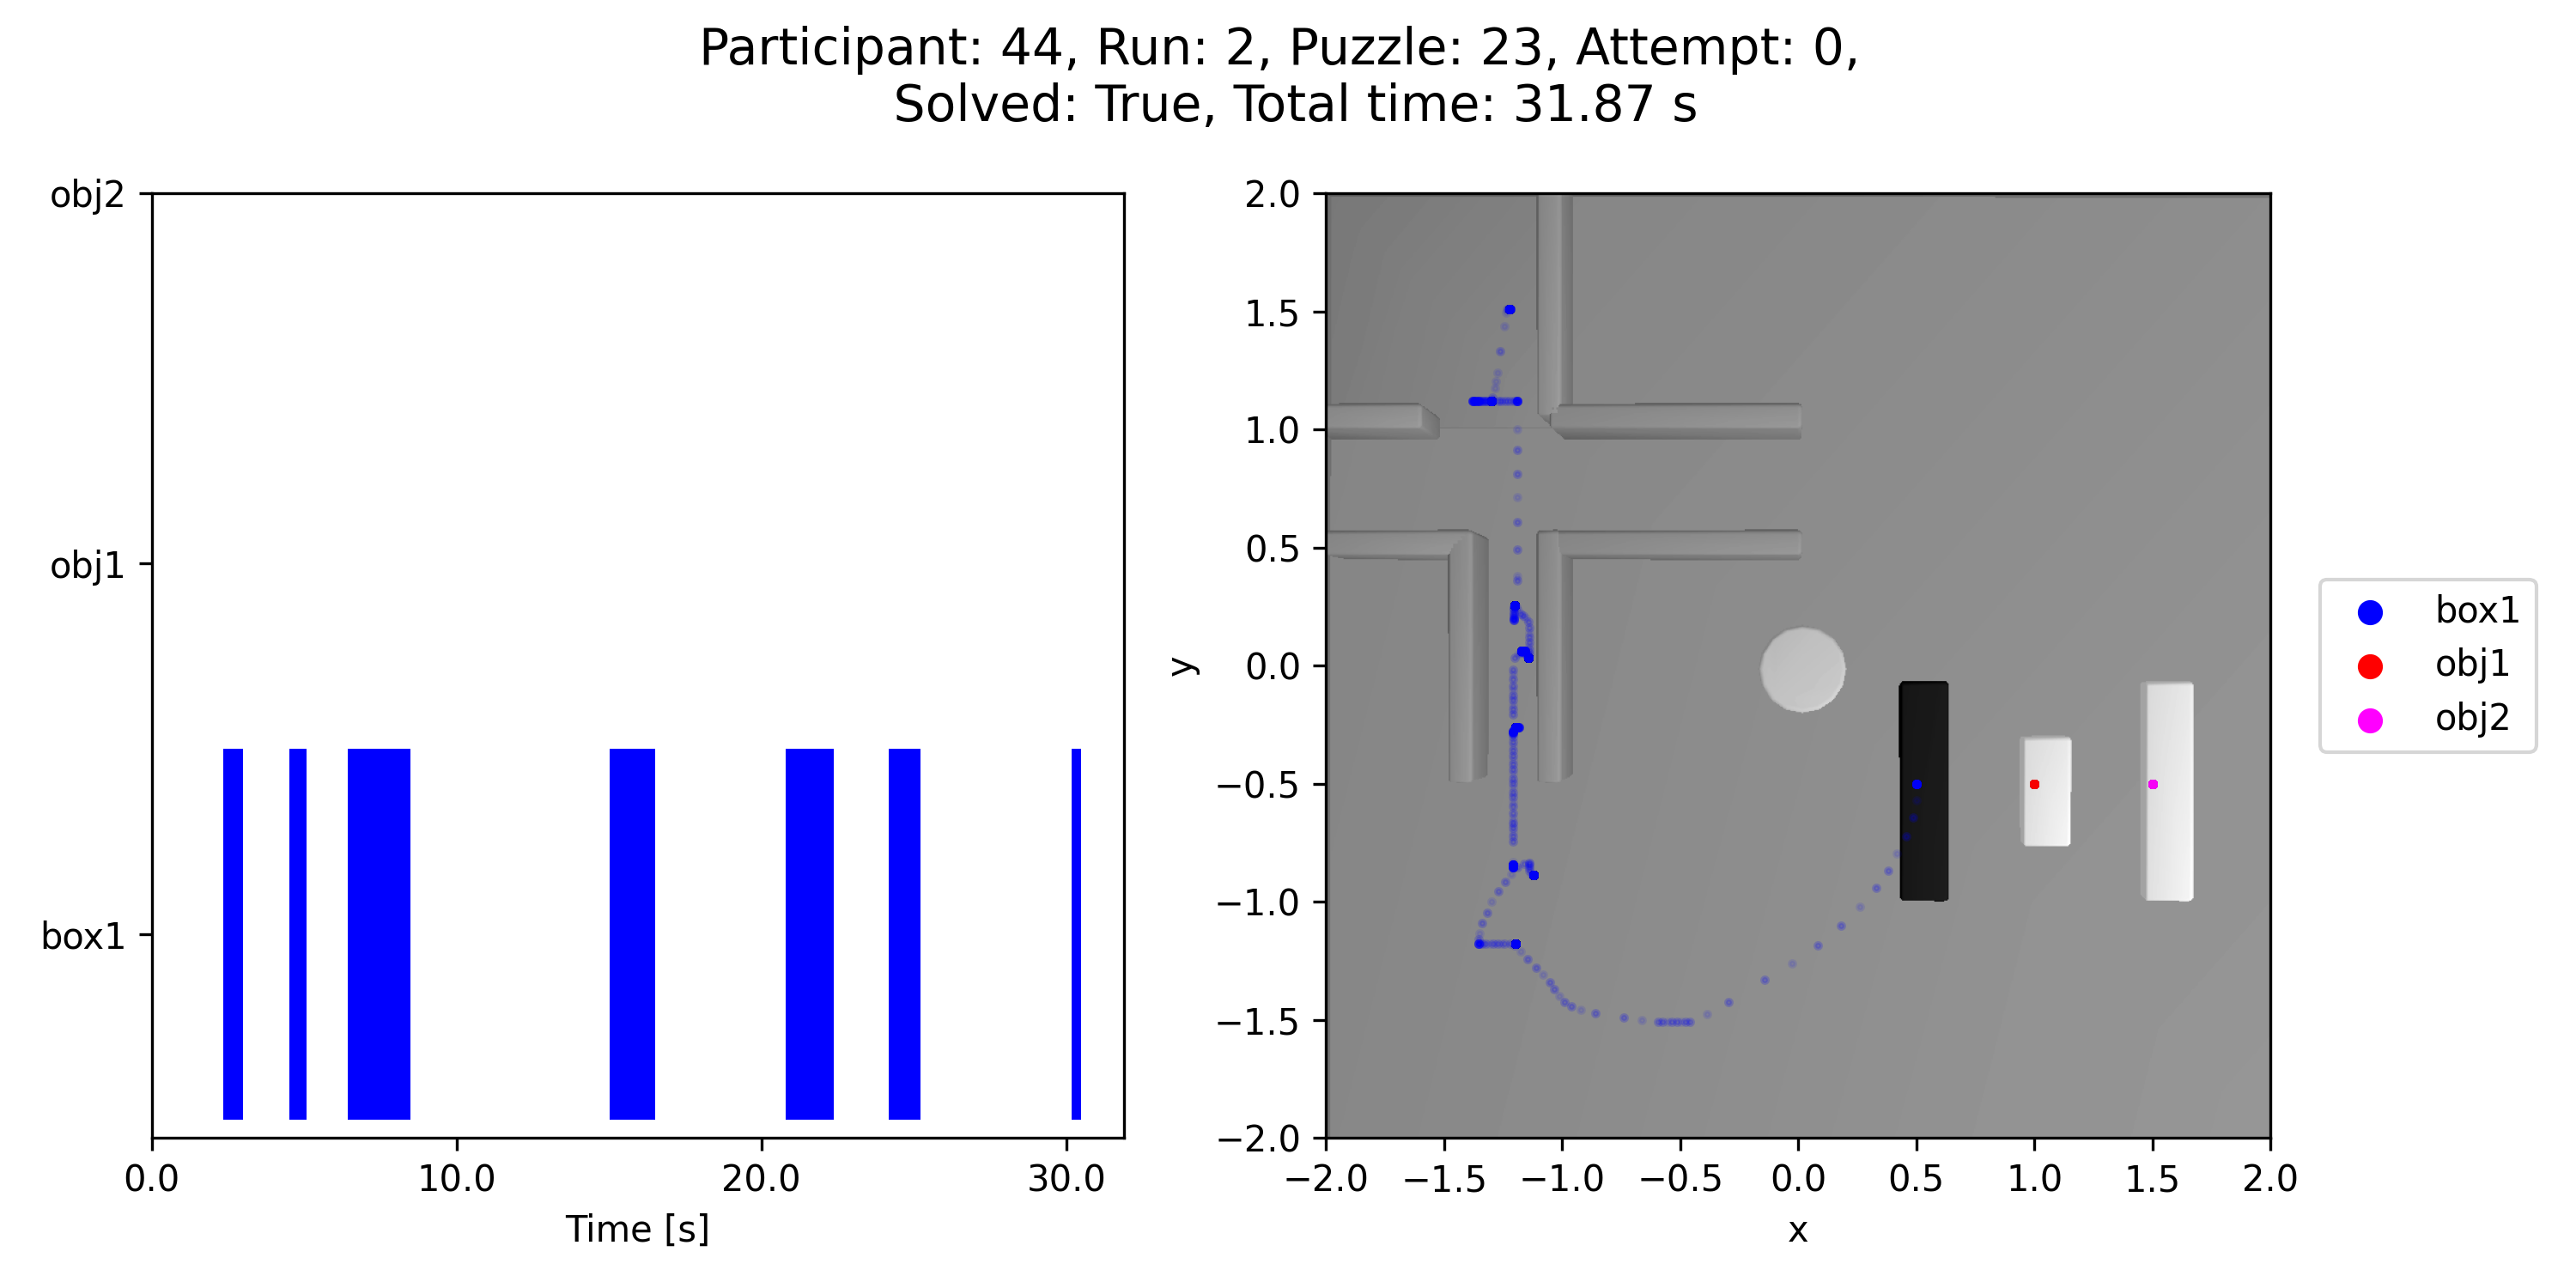 Participant: 44, Run: 2, Puzzle: 23, Attempt: 0,
Solved: True, Total time: 31.87 s
obj2
obj1
box1
0.0 10.0 20.0 30.0
Time [s]
2.0
1.5
1.0
0.5
0.0
−0.5
−1.0
−1.5
−2.0
y
−2.0 −1.5 −1.0 −0.5 0.0 0.5 1.0 1.5 2.0
x
box1
obj1
obj2